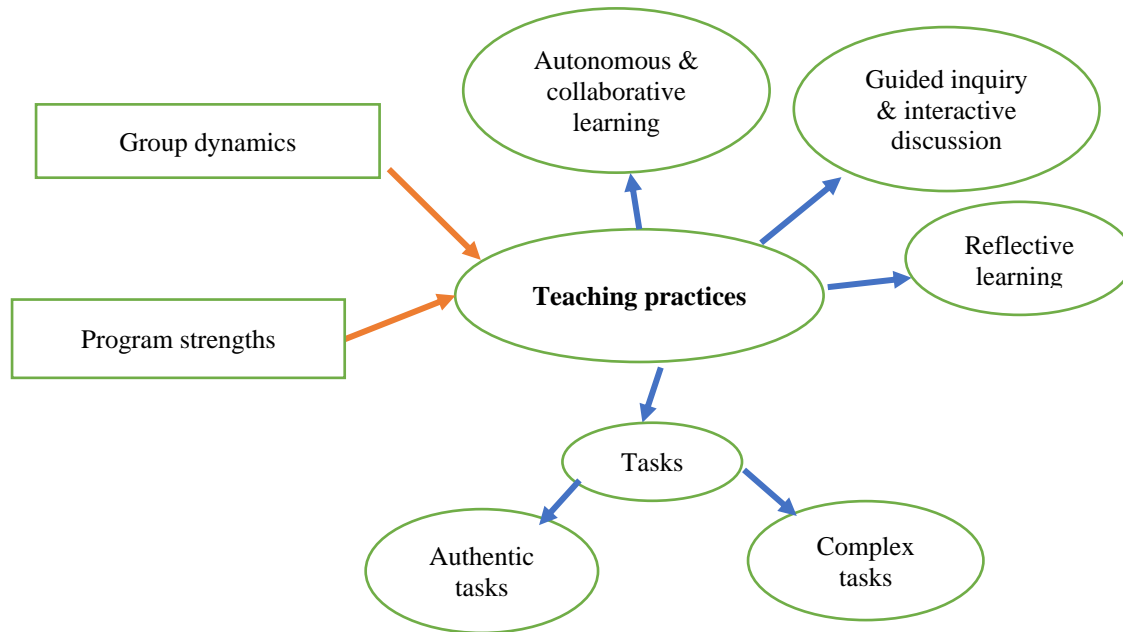 Autonomous &
collaborative
learning
Guided inquiry
& interactive
discussion
Group dynamics
Reflective
learning
Teaching practices
Program strengths
Tasks
Authentic
tasks
Complex
tasks